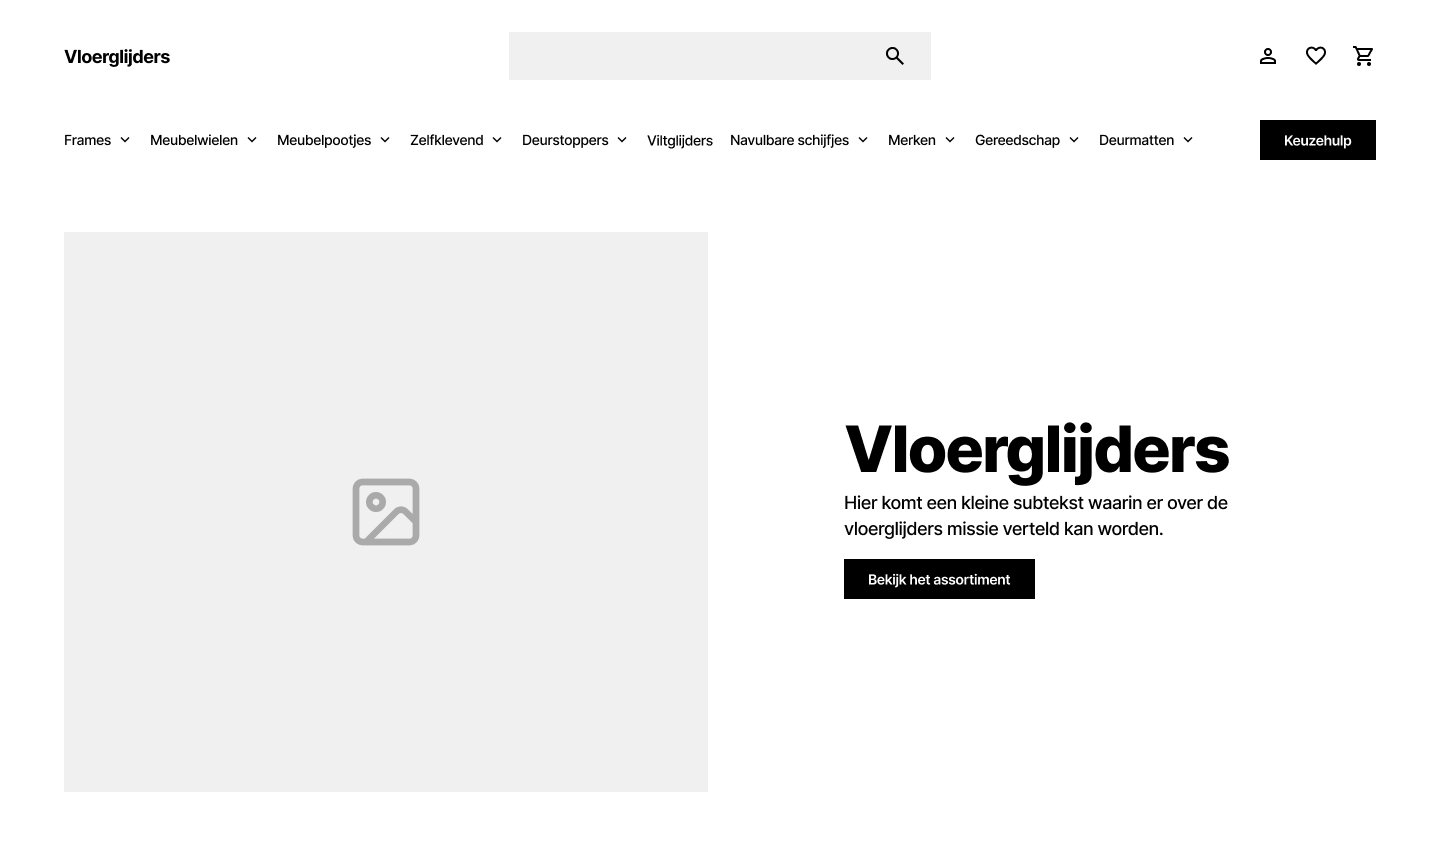 Vloerglijders
Frames Meubelwielen Meubelpootjes Zelfklevend Deurstoppers Viltglijders Navulbare schijfjes Merken Gereedschap Deurmatten Keuzehulp
Vloerglijders
Hier komt een kleine subtekst waarin er over de
vloerglijders missie verteld kan worden.
Bekijk het assortiment